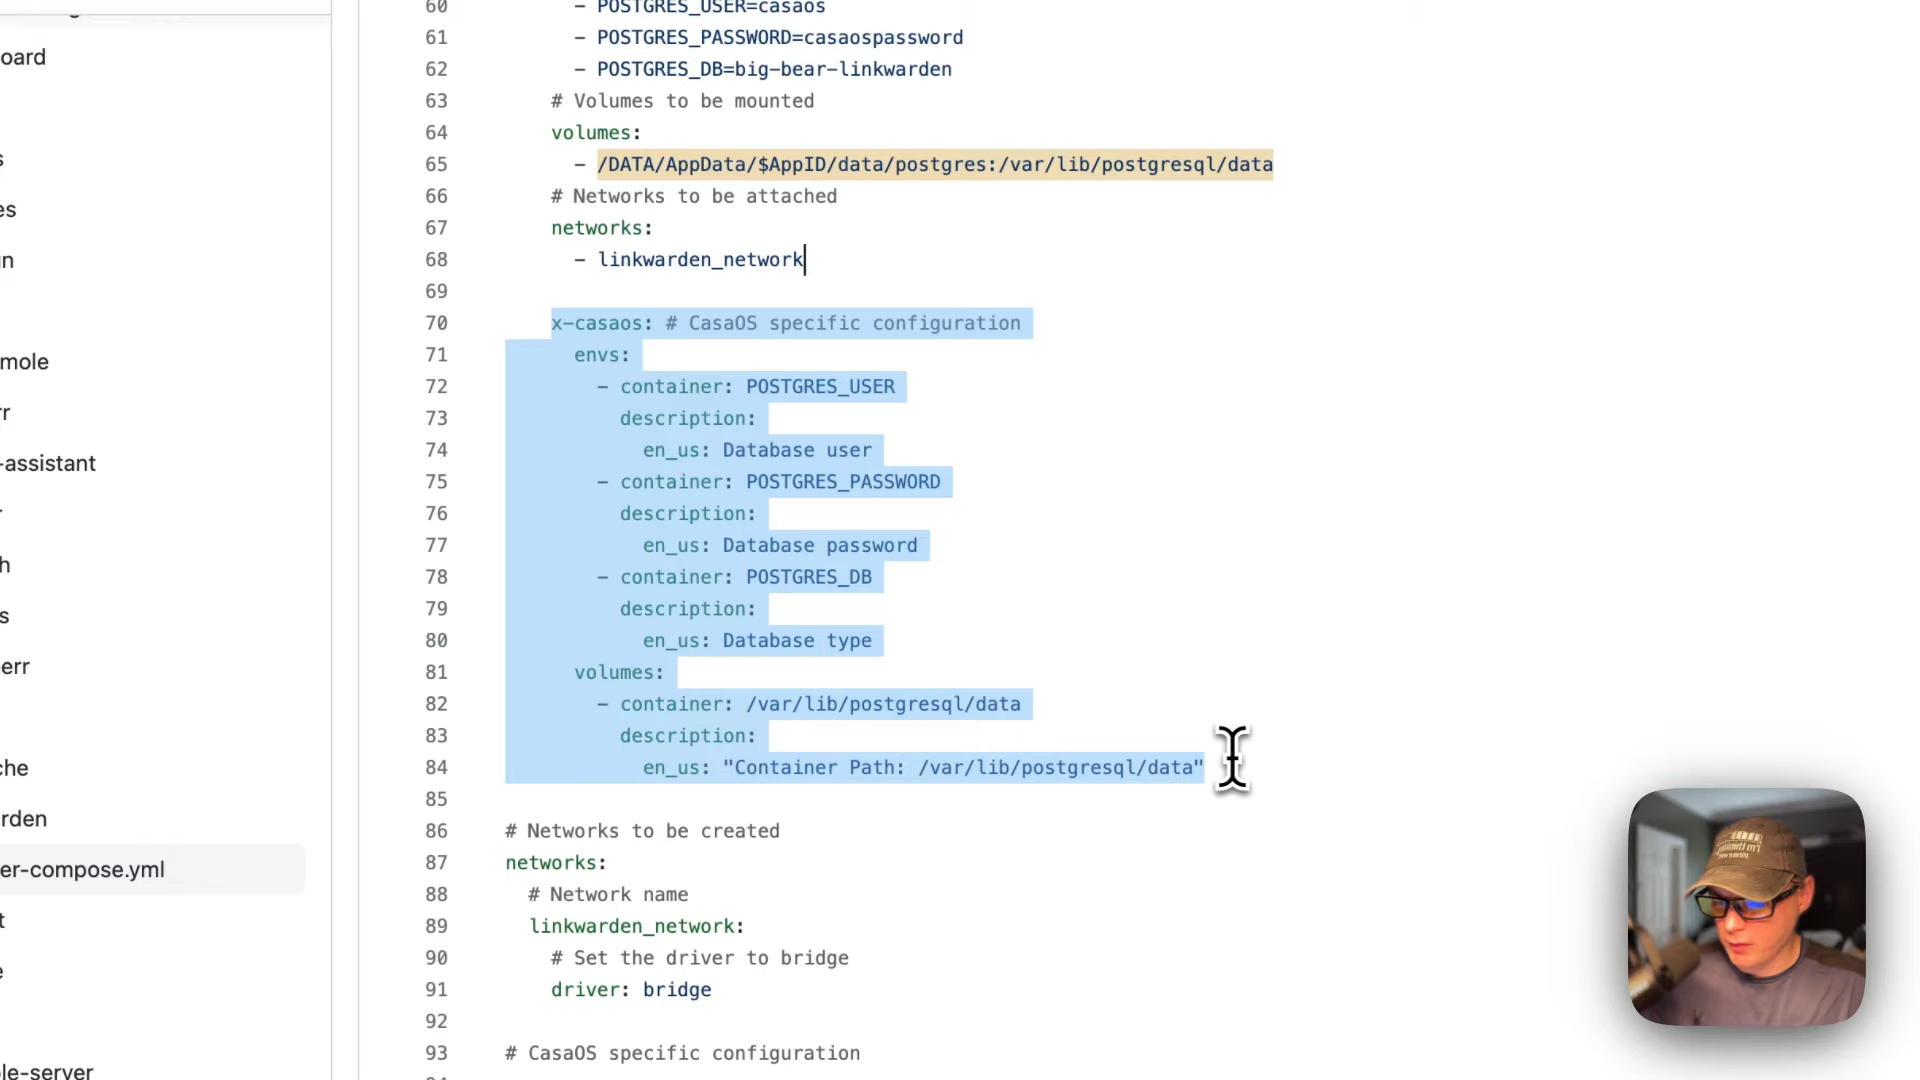 oard
s
es
un
mole
rr
-assistant
r
h
s
err
che
rden
er-compose.yml
t
e
le-server
60 - POSTGRES_USER=casaos
61 - POSTGRES_PASSWORD=casaospassword
62 - POSTGRES_DB=big-bear-linkwarden
63 # Volumes to be mounted
64 volumes:
65 - /DATA/AppData/$AppID/data/postgres:/var/lib/postgresql/data
66 # Networks to be attached
67 networks:
68 - linkwarden_network
69
70 x-casaos: # CasaOS specific configuration
71 envs:
72 - container: POSTGRES_USER
73 description:
74 en_us: Database user
75 - container: POSTGRES_PASSWORD
76 description:
77 en_us: Database password
78 - container: POSTGRES_DB
79 description:
80 en_us: Database type
81 volumes:
82 - container: /var/lib/postgresql/data
83 description:
84 en_us: "Container Path: /var/lib/postgresql/data"
85
86 # Networks to be created
87 networks:
88 # Network name
89 linkwarden_network:
90 # Set the driver to bridge
91 driver: bridge
92
93 # CasaOS specific configuration